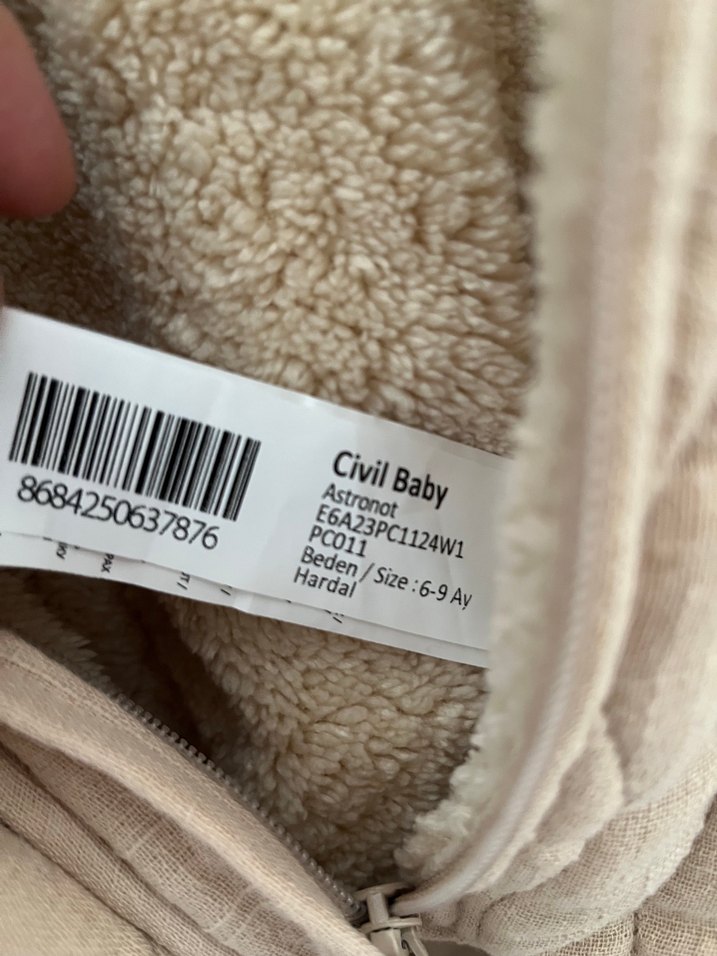 8684250637876
Civil Baby
Astronot
E6A23PC1124W1
PC011
Beden / Size : 6-9 Ay
Hardal